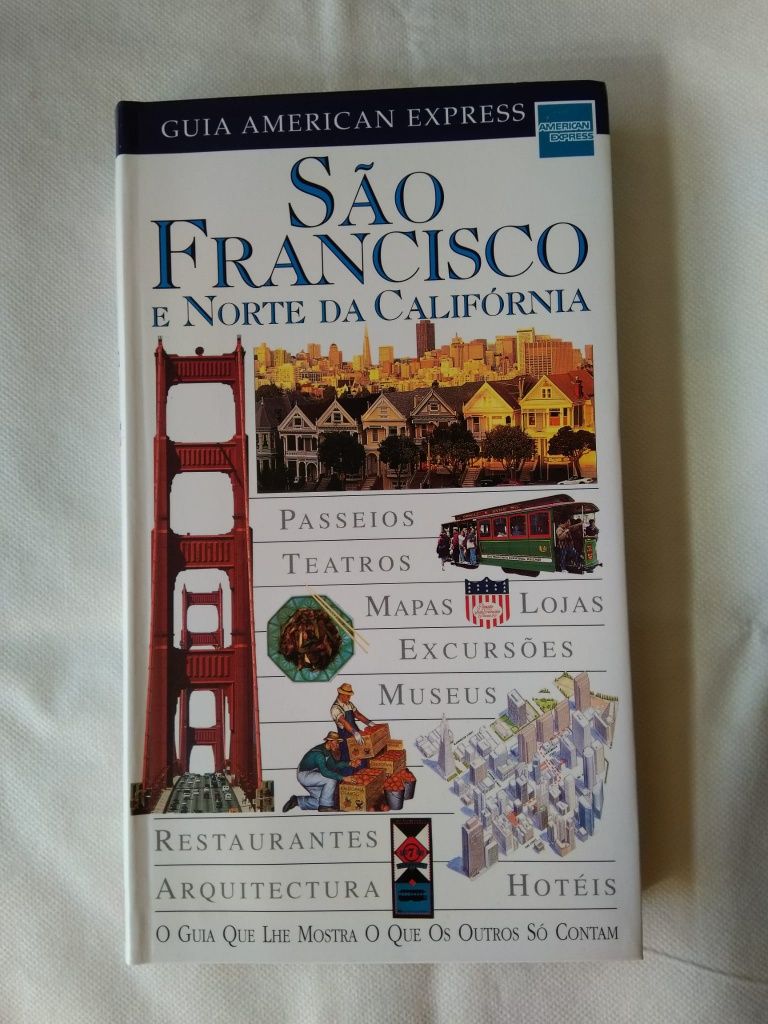 GUIA AMERICAN EXPRESS
AMERICAN
EXPRESS
SÃO
FRANCISCO
E NORTE DA CALIFÓRNIA
PASSEIOS
TEATROS
MAPAS LOJAS
EXCURSÕES
MUSEUS
RESTAURANTES
ARQUITECTURA
HOTÉIS
O GUIA QUE LHE MOSTRA O QUE OS OUTROS SÓ CONTAM